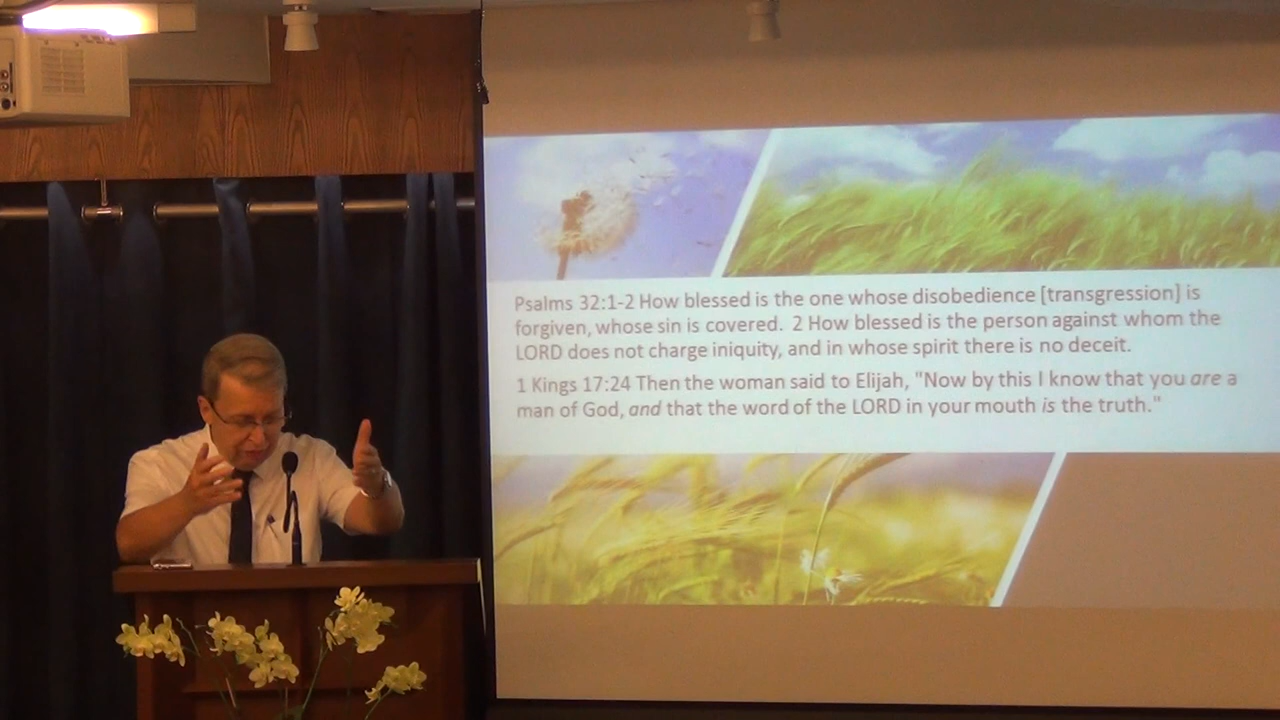 Psalms 32:1-2 How blessed is the one whose disobedience [transgression] is
forgiven, whose sin is covered. 2 How blessed is the person against whom the
LORD does not charge iniquity, and in whose spirit there is no deceit.
1 Kings 17:24 Then the woman said to Elijah, "Now by this I know that you are a
man of God, and that the word of the LORD in your mouth is the truth."